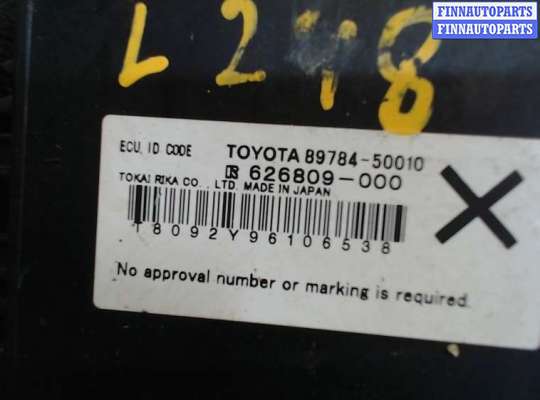 FINNAUTOPARTS
FINNAUTOPARTS
L248
ECU, ID CODE TOYOTA 89784-50010
R 626809-000
TOKAI RIKA CO., LTD. MADE IN JAPAN
T8092Y96106538
No approval number or marking is required.